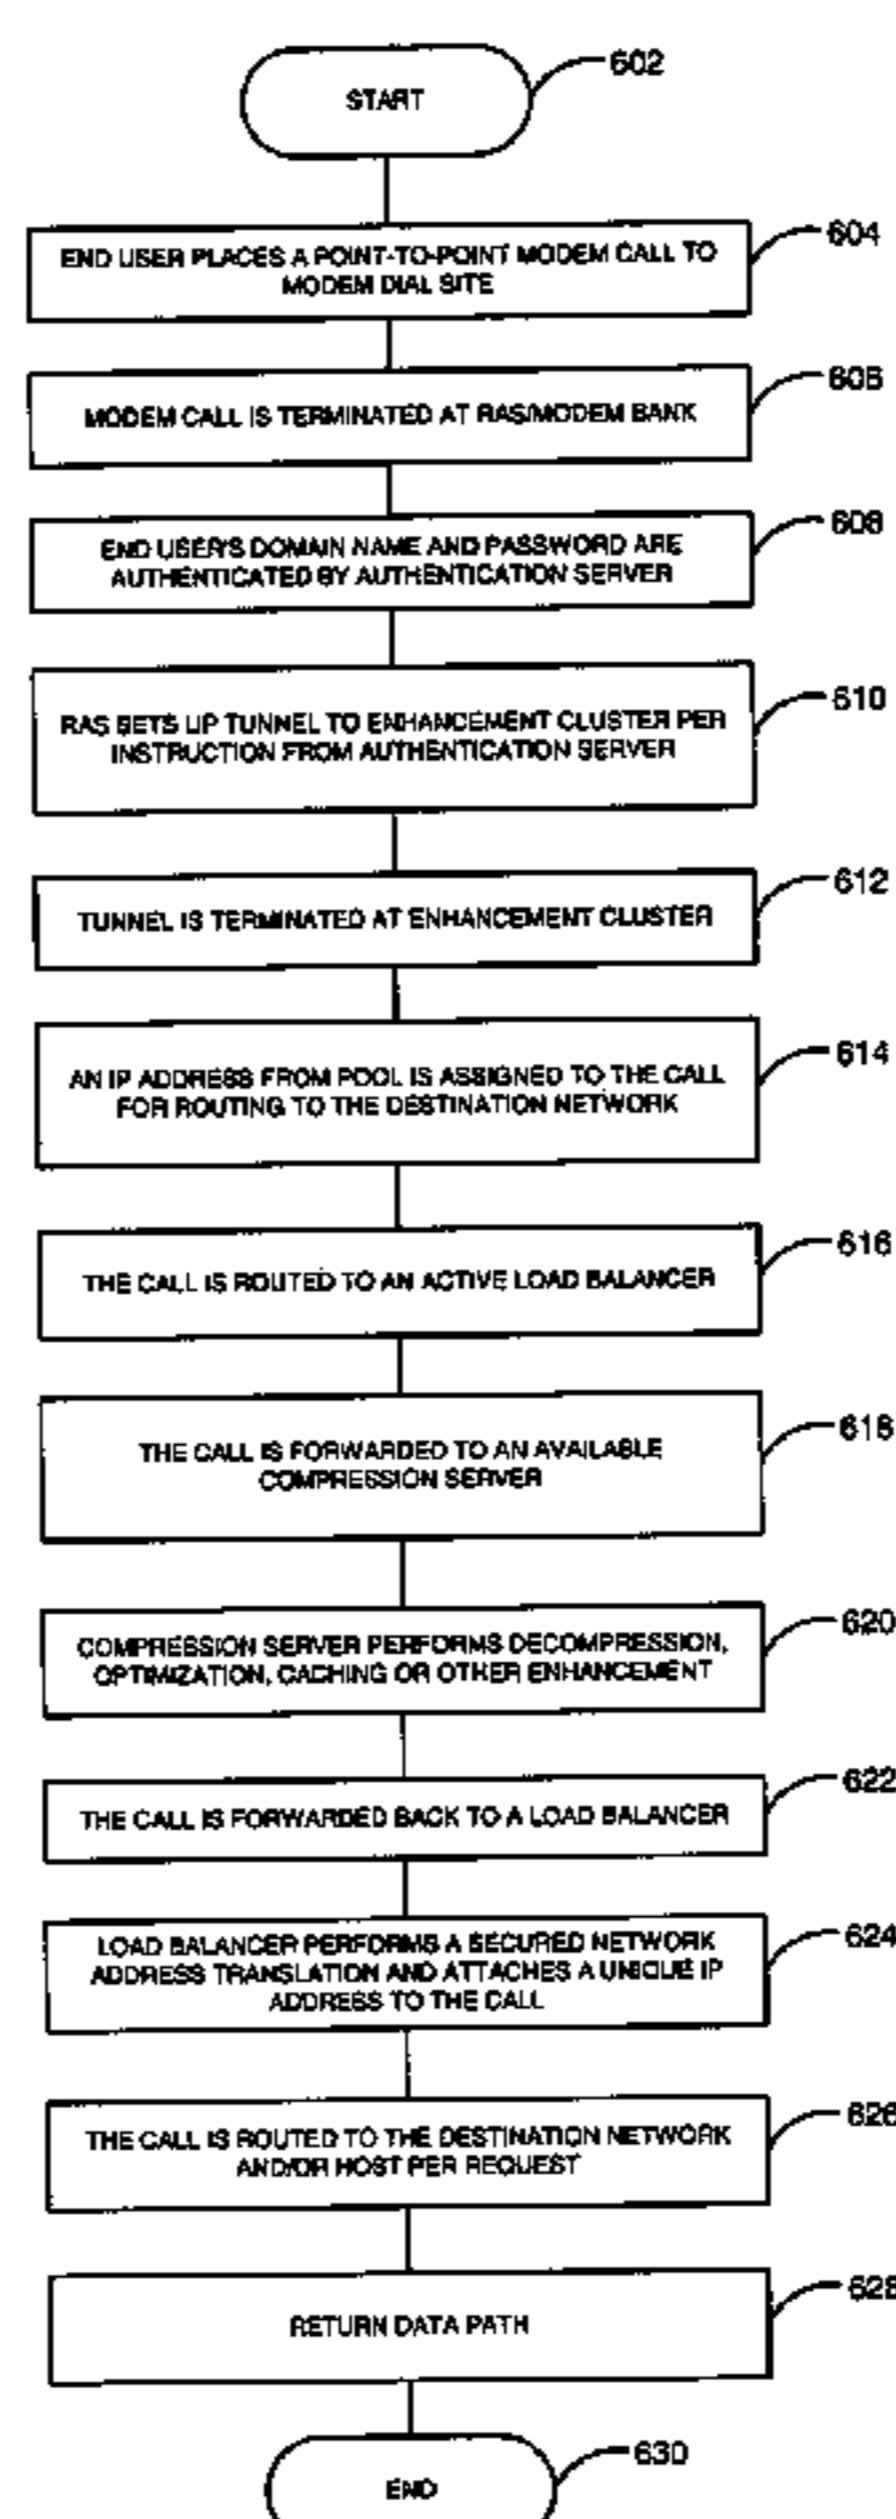 START
602
END USER PLACES A POINT-TO-POINT MODEM CALL TO
MODEM DIAL SITE
604
MODEM CALL IS TERMINATED AT RAS/MODEM BANK
606
END USER'S DOMAIN NAME AND PASSWORD ARE
AUTHENTICATED BY AUTHENTICATION SERVER
608
RAS SETS UP TUNNEL TO ENHANCEMENT CLUSTER PER
INSTRUCTION FROM AUTHENTICATION SERVER
610
TUNNEL IS TERMINATED AT ENHANCEMENT CLUSTER
612
AN IP ADDRESS FROM POOL IS ASSIGNED TO THE CALL
FOR ROUTING TO THE DESTINATION NETWORK
614
THE CALL IS ROUTED TO AN ACTIVE LOAD BALANCER
616
THE CALL IS FORWARDED TO AN AVAILABLE
COMPRESSION SERVER
618
COMPRESSION SERVER PERFORMS DECOMPRESSION,
OPTIMIZATION, CACHING OR OTHER ENHANCEMENT
620
THE CALL IS FORWARDED BACK TO A LOAD BALANCER
622
LOAD BALANCER PERFORMS A SECURED NETWORK
ADDRESS TRANSLATION AND ATTACHES A UNIQUE IP
ADDRESS TO THE CALL
624
THE CALL IS ROUTED TO THE DESTINATION NETWORK
AND/OR HOST PER REQUEST
626
RETURN DATA PATH
628
END
630